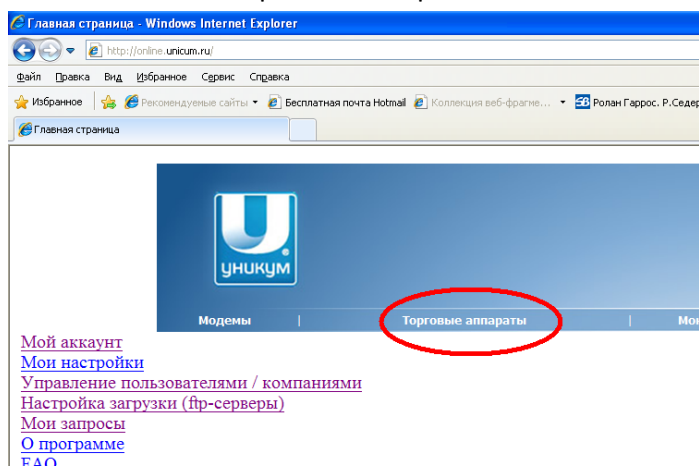 Главная страница - Windows Internet Explorer
http://online.unicum.ru/
Файл Правка Вид Избранное Сервис Справка
Избранное Рекомендуемые сайты Бесплатная почта Hotmail Коллекция веб-фрагме... Ролан Гаррос. Р.Седер
Главная страница
уникум
Модемы | Торговые аппараты | Мон
Мой аккаунт
Мои настройки
Управление пользователями / компаниями
Настройка загрузки (ftp-серверы)
Мои запросы
О программе
FAQ